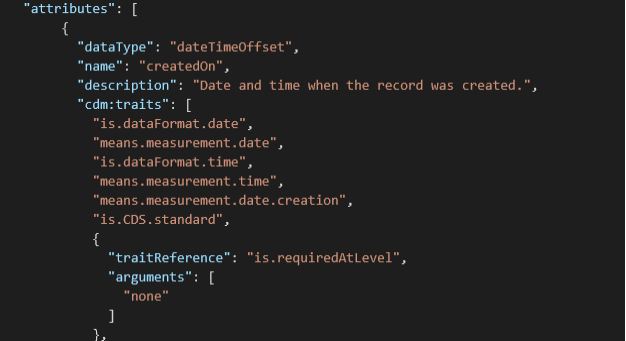 "attributes": [
{
"dataType": "dateTimeOffset",
"name": "createdOn",
"description": "Date and time when the record was created.",
"cdm:traits": [
"is.dataFormat.date",
"means.measurement.date",
"is.dataFormat.time",
"means.measurement.time",
"means.measurement.date.creation",
"is.CDS.standard",
{
"traitReference": "is.requiredAtLevel",
"arguments": [
"none"
]
},